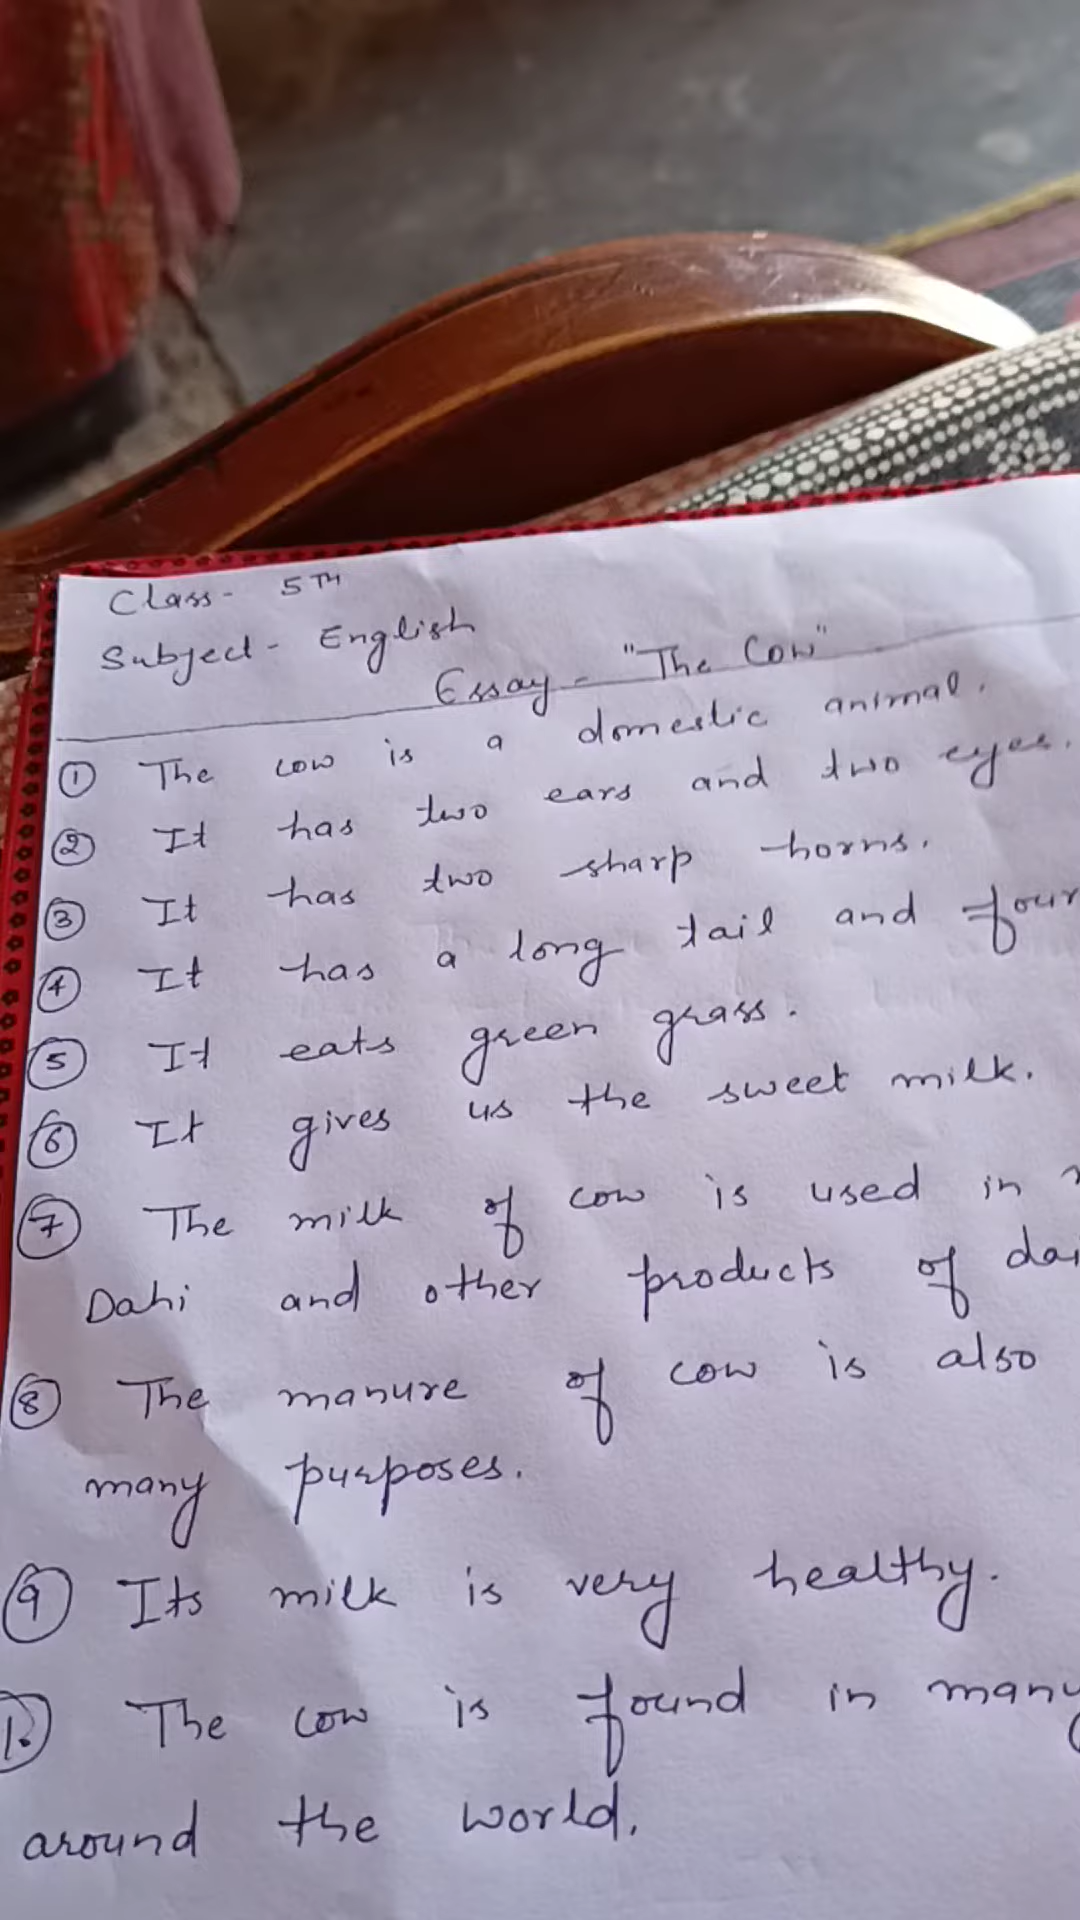 Class- 5TH
Subject- English
Essay- "The Cow"
① The cow is a domestic animal.
② It has two ears and two eyes.
③ It has two sharp horns.
④ It has a long tail and four
⑤ It eats green grass.
⑥ It gives us the sweet milk.
⑦ The milk of cow is used in
Dahi and other products of
⑧ The manure of cow is also
many purposes.
⑨ Its milk is very healthy.
The cow is found in many
around the world.